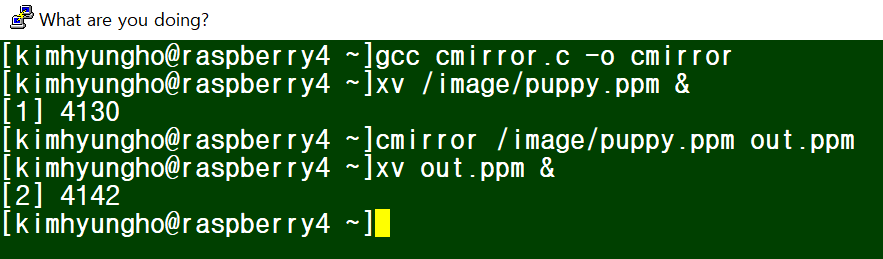 What are you doing?
[kimhyungho@raspberry4 ~]gcc cmirror.c -o cmirror
[kimhyungho@raspberry4 ~]xv /image/puppy.ppm &
[1] 4130
[kimhyungho@raspberry4 ~]cmirror /image/puppy.ppm out.ppm
[kimhyungho@raspberry4 ~]xv out.ppm &
[2] 4142
[kimhyungho@raspberry4 ~]